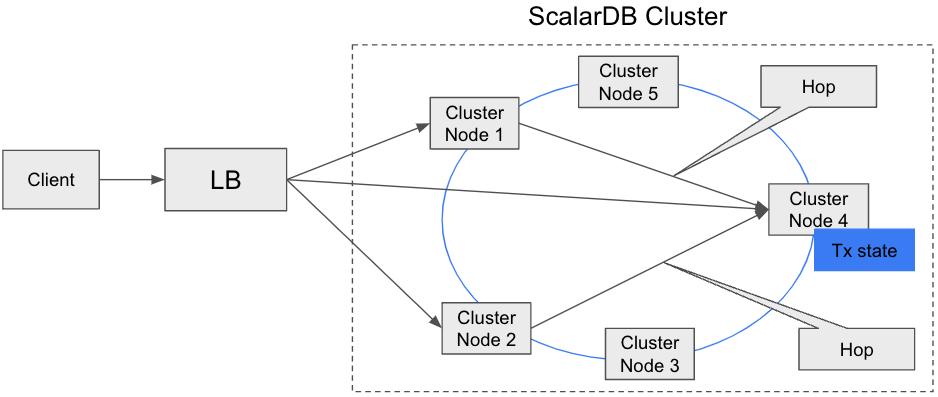 ScalarDB Cluster
Cluster
Node 5
Hop
Cluster
Node 1
Client
LB
Cluster
Node 4
Tx state
Cluster
Node 2
Cluster
Node 3
Hop